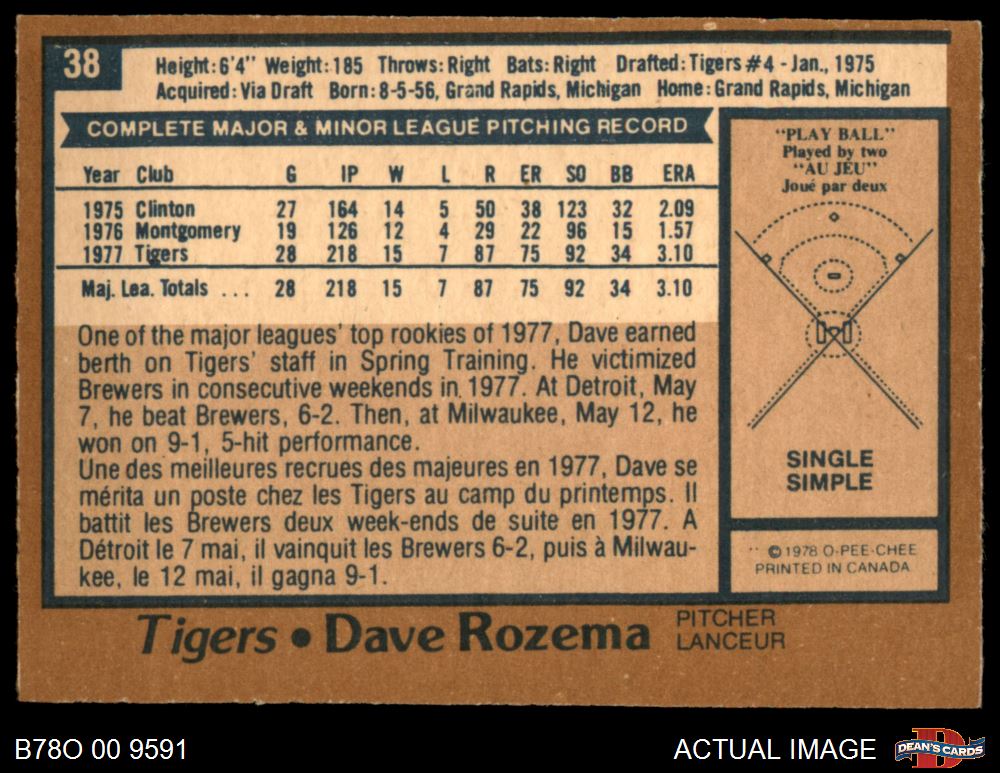 38
Height: 6'4" Weight: 185 Throws: Right Bats: Right Drafted: Tigers #4 - Jan., 1975
Acquired: Via Draft Born: 8-5-56, Grand Rapids, Michigan Home: Grand Rapids, Michigan
COMPLETE MAJOR & MINOR LEAGUE PITCHING RECORD
Year Club G IP W L R ER SO BB ERA
1975 Clinton 27 164 14 5 50 38 123 32 2.09
1976 Montgomery 19 126 12 4 29 22 96 15 1.57
1977 Tigers 28 218 15 7 87 75 92 34 3.10
Maj. Lea. Totals ... 28 218 15 7 87 75 92 34 3.10
One of the major leagues' top rookies of 1977, Dave earned
berth on Tigers' staff in Spring Training. He victimized
Brewers in consecutive weekends in 1977. At Detroit, May
7, he beat Brewers, 6-2. Then, at Milwaukee, May 12, he
won on 9-1, 5-hit performance.
Une des meilleures recrues des majeures en 1977, Dave se
mérita un poste chez les Tigers au camp du printemps. Il
battit les Brewers deux week-ends de suite en 1977. A
Détroit le 7 mai, il vainquit les Brewers 6-2, puis à Milwau-
kee, le 12 mai, il gagna 9-1.
"PLAY BALL"
Played by two
"AU JEU"
Joué par deux
SINGLE
SIMPLE
© 1978 O-PEE-CHEE
PRINTED IN CANADA
Tigers • Dave Rozema
PITCHER
LANCEUR
B78O 00 9591
ACTUAL IMAGE
DEAN'S CARDS